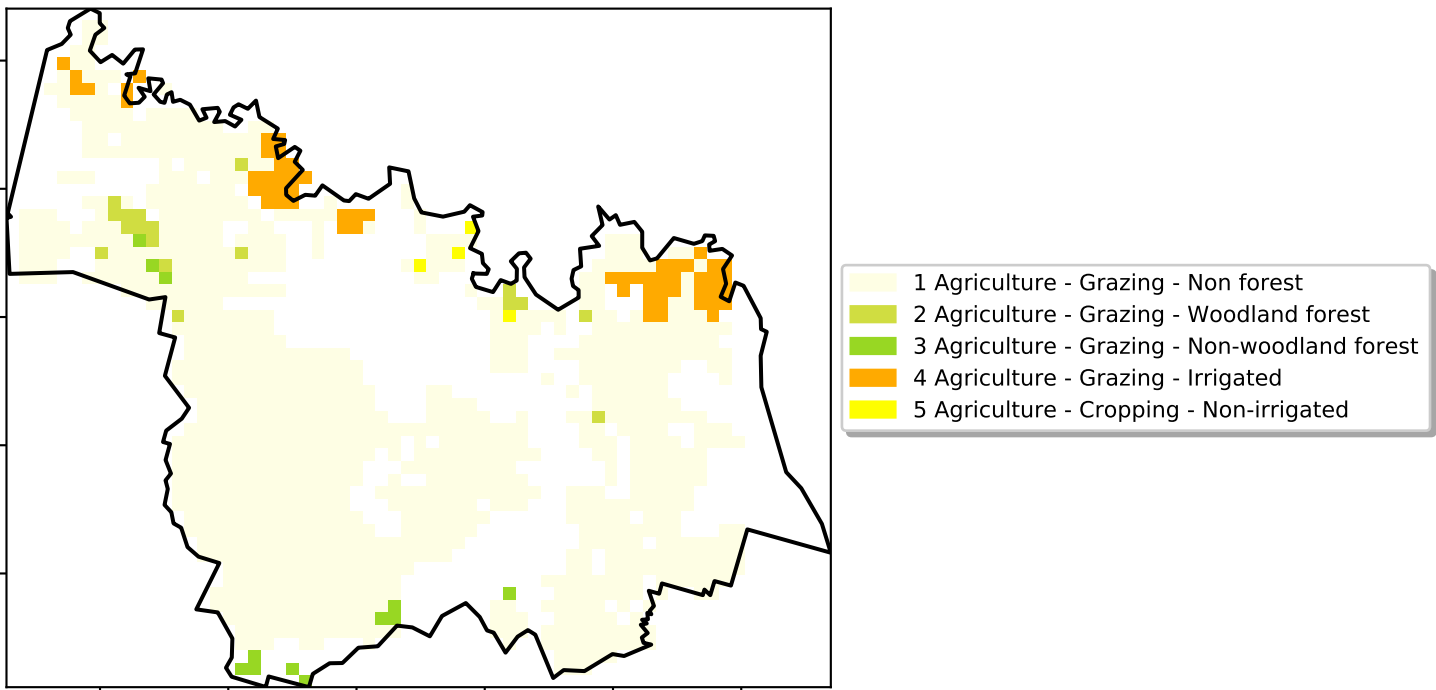 1 Agriculture - Grazing - Non forest
2 Agriculture - Grazing - Woodland forest
3 Agriculture - Grazing - Non-woodland forest
4 Agriculture - Grazing - Irrigated
5 Agriculture - Cropping - Non-irrigated